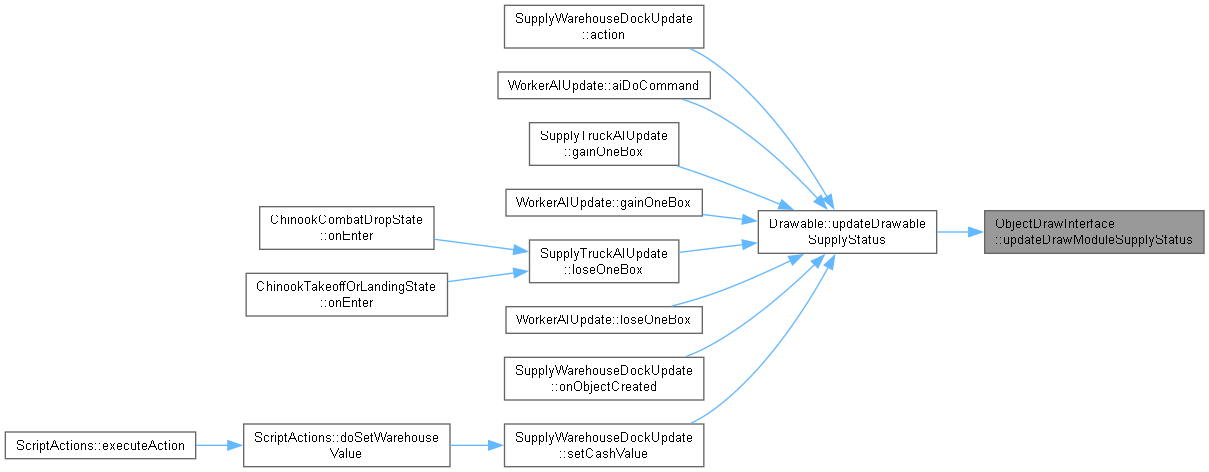 SupplyWarehouseDockUpdate
::action
WorkerAIUpdate::aiDoCommand
SupplyTruckAIUpdate
::gainOneBox
WorkerAIUpdate::gainOneBox
ChinookCombatDropState
::onEnter
Drawable::updateDrawable
SupplyStatus
ObjectDrawInterface
::updateDrawModuleSupplyStatus
SupplyTruckAIUpdate
::loseOneBox
ChinookTakeoffOrLandingState
::onEnter
WorkerAIUpdate::loseOneBox
SupplyWarehouseDockUpdate
::onObjectCreated
ScriptActions::executeAction
ScriptActions::doSetWarehouse
Value
SupplyWarehouseDockUpdate
::setCashValue